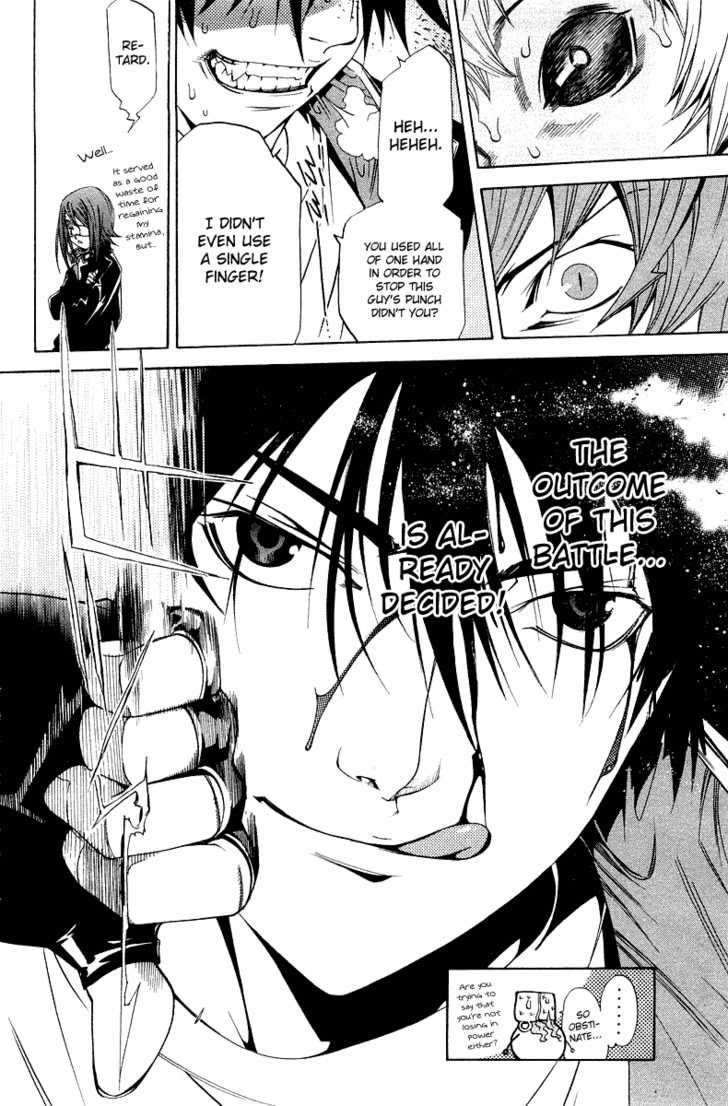 HEH...
HEHEH.
YOU USED ALL
OF ONE HAND
IN ORDER TO
STOP THIS
GUY'S PUNCH
DIDN'T YOU?
I DIDN'T
EVEN USE
A SINGLE
FINGER!
RE-
TARD.
Well...
It served
as a good
waste of
time for
regaining
my
stamina,
but...
THE
OUTCOME
OF THIS
BATTLE...
IS AL-
READY
DECIDED!
......
SO
OBSTI-
NATE...
Are you
trying to
say that
you're not
losing in
power
either?